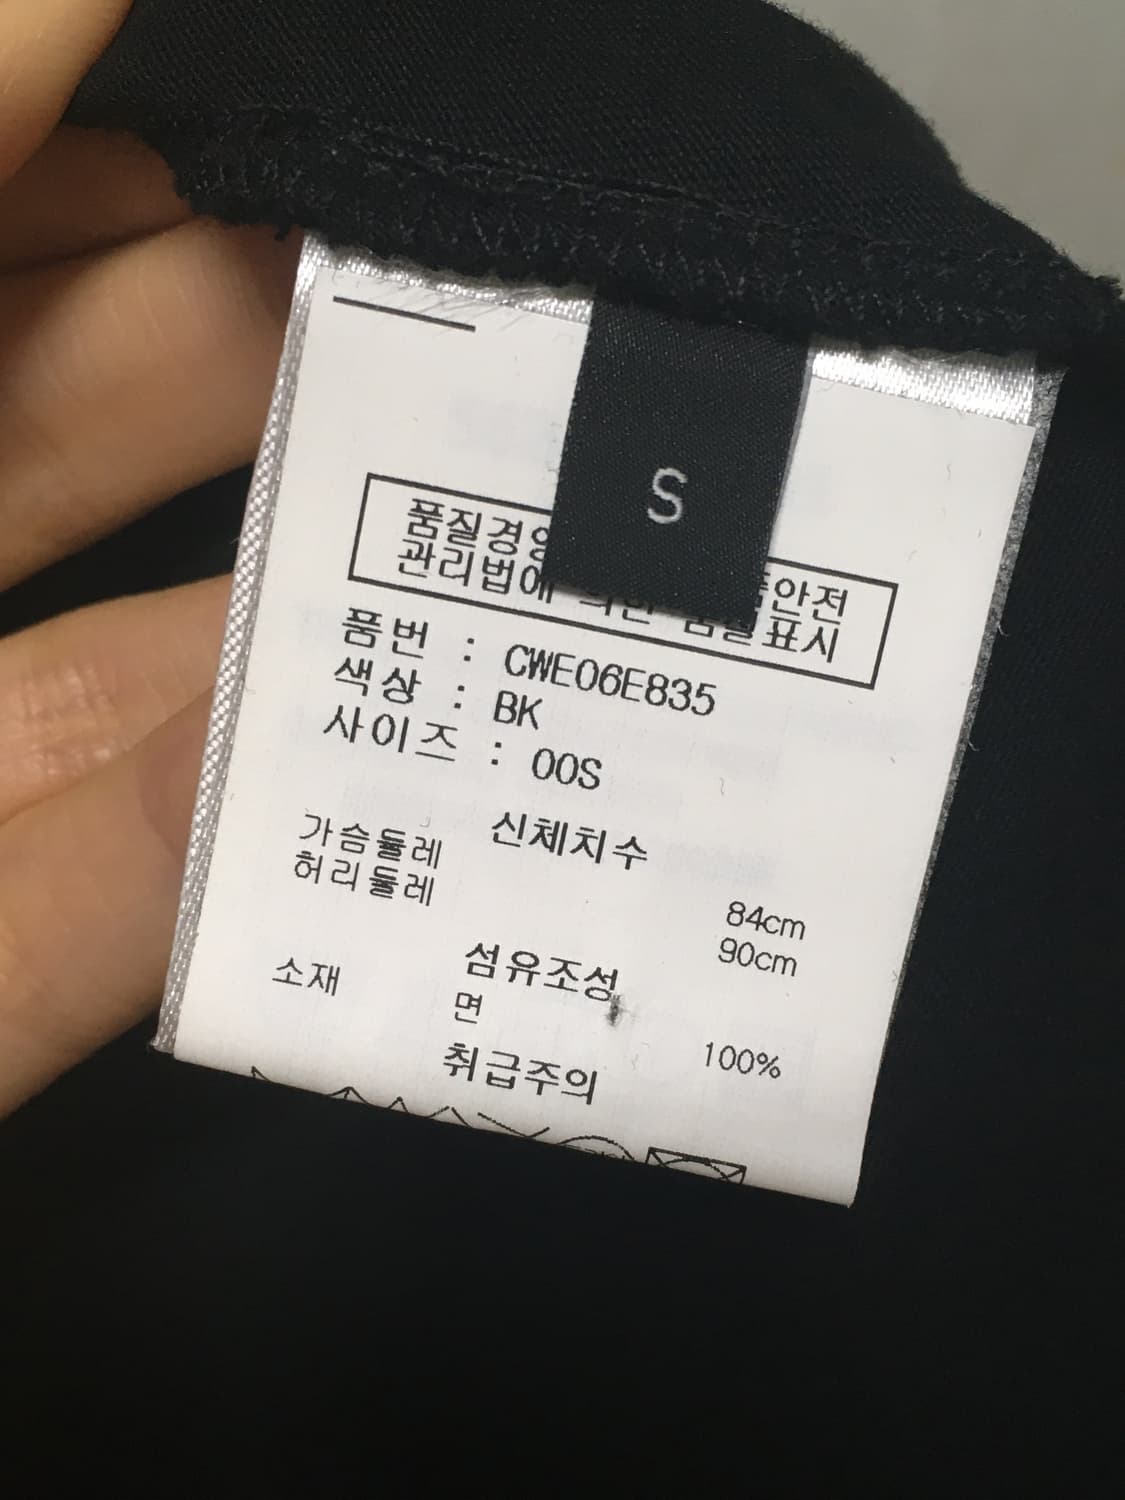 S
품질경영 안전
관리법에 의한 품질표시
품번 : CWE06E835
색상 : BK
사이즈 : 00S
신체치수
가슴둘레 84cm
허리둘레 90cm
섬유조성
소재 면 100%
취급주의